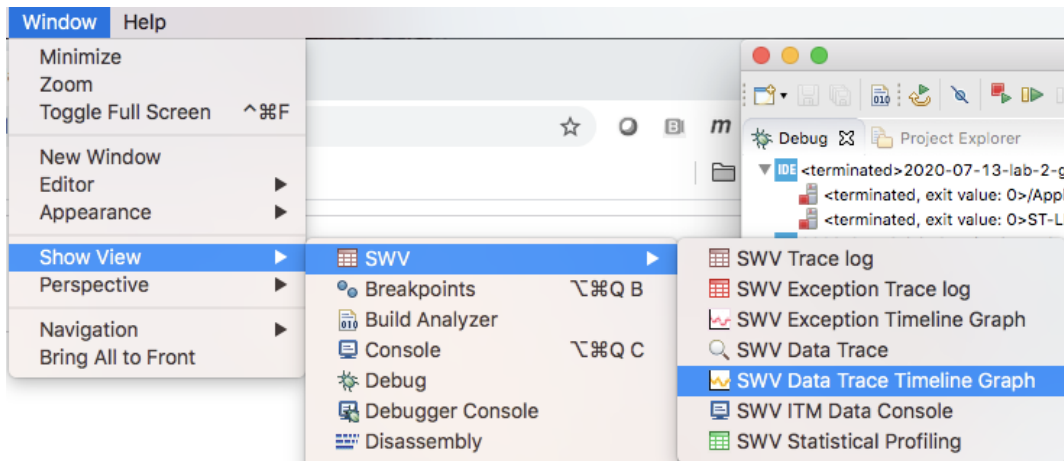 Window Help
Minimize
Zoom
Toggle Full Screen ^⌘F
New Window
Editor
Appearance
Show View
Perspective
Navigation
Bring All to Front
m
Debug Project Explorer
IDE <terminated>2020-07-13-lab-2-g
<terminated, exit value: 0>/Appl
<terminated, exit value: 0>ST-L
SWV
Breakpoints ⌥⌘Q B
Build Analyzer
Console ⌥⌘Q C
Debug
Debugger Console
Disassembly
SWV Trace log
SWV Exception Trace log
SWV Exception Timeline Graph
SWV Data Trace
SWV Data Trace Timeline Graph
SWV ITM Data Console
SWV Statistical Profiling